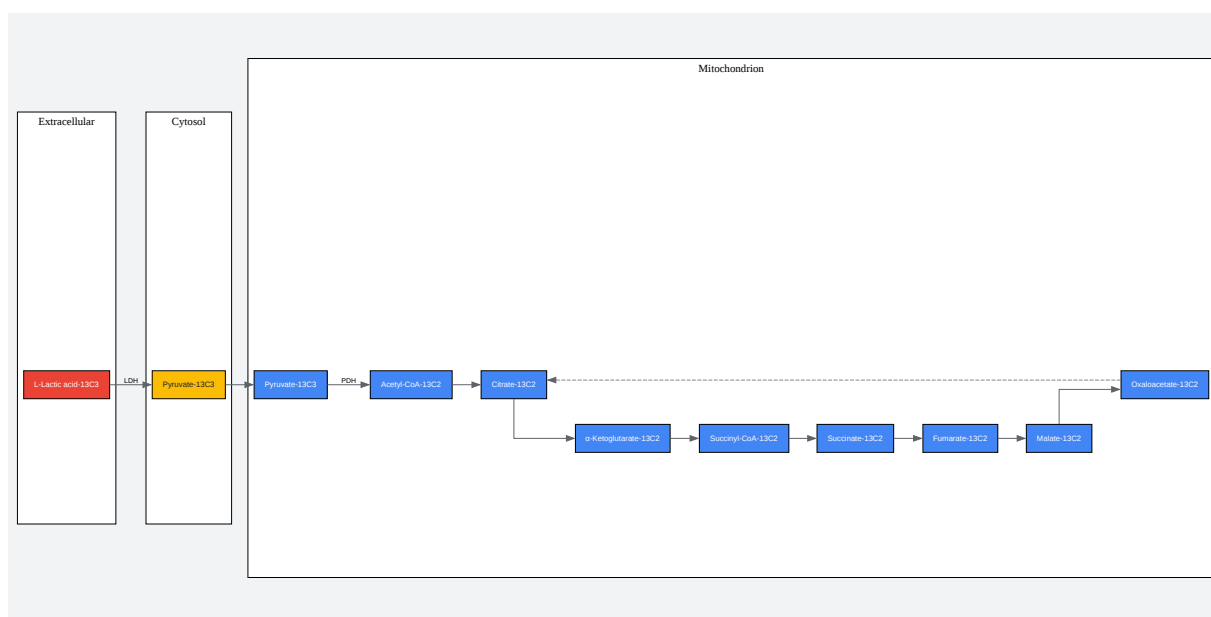 Mitochondrion
Extracellular
Cytosol
L-Lactic acid-13C3
LDH
Pyruvate-13C3
Pyruvate-13C3
PDH
Acetyl-CoA-13C2
Citrate-13C2
Oxaloacetate-13C2
α-Ketoglutarate-13C2
Succinyl-CoA-13C2
Succinate-13C2
Fumarate-13C2
Malate-13C2